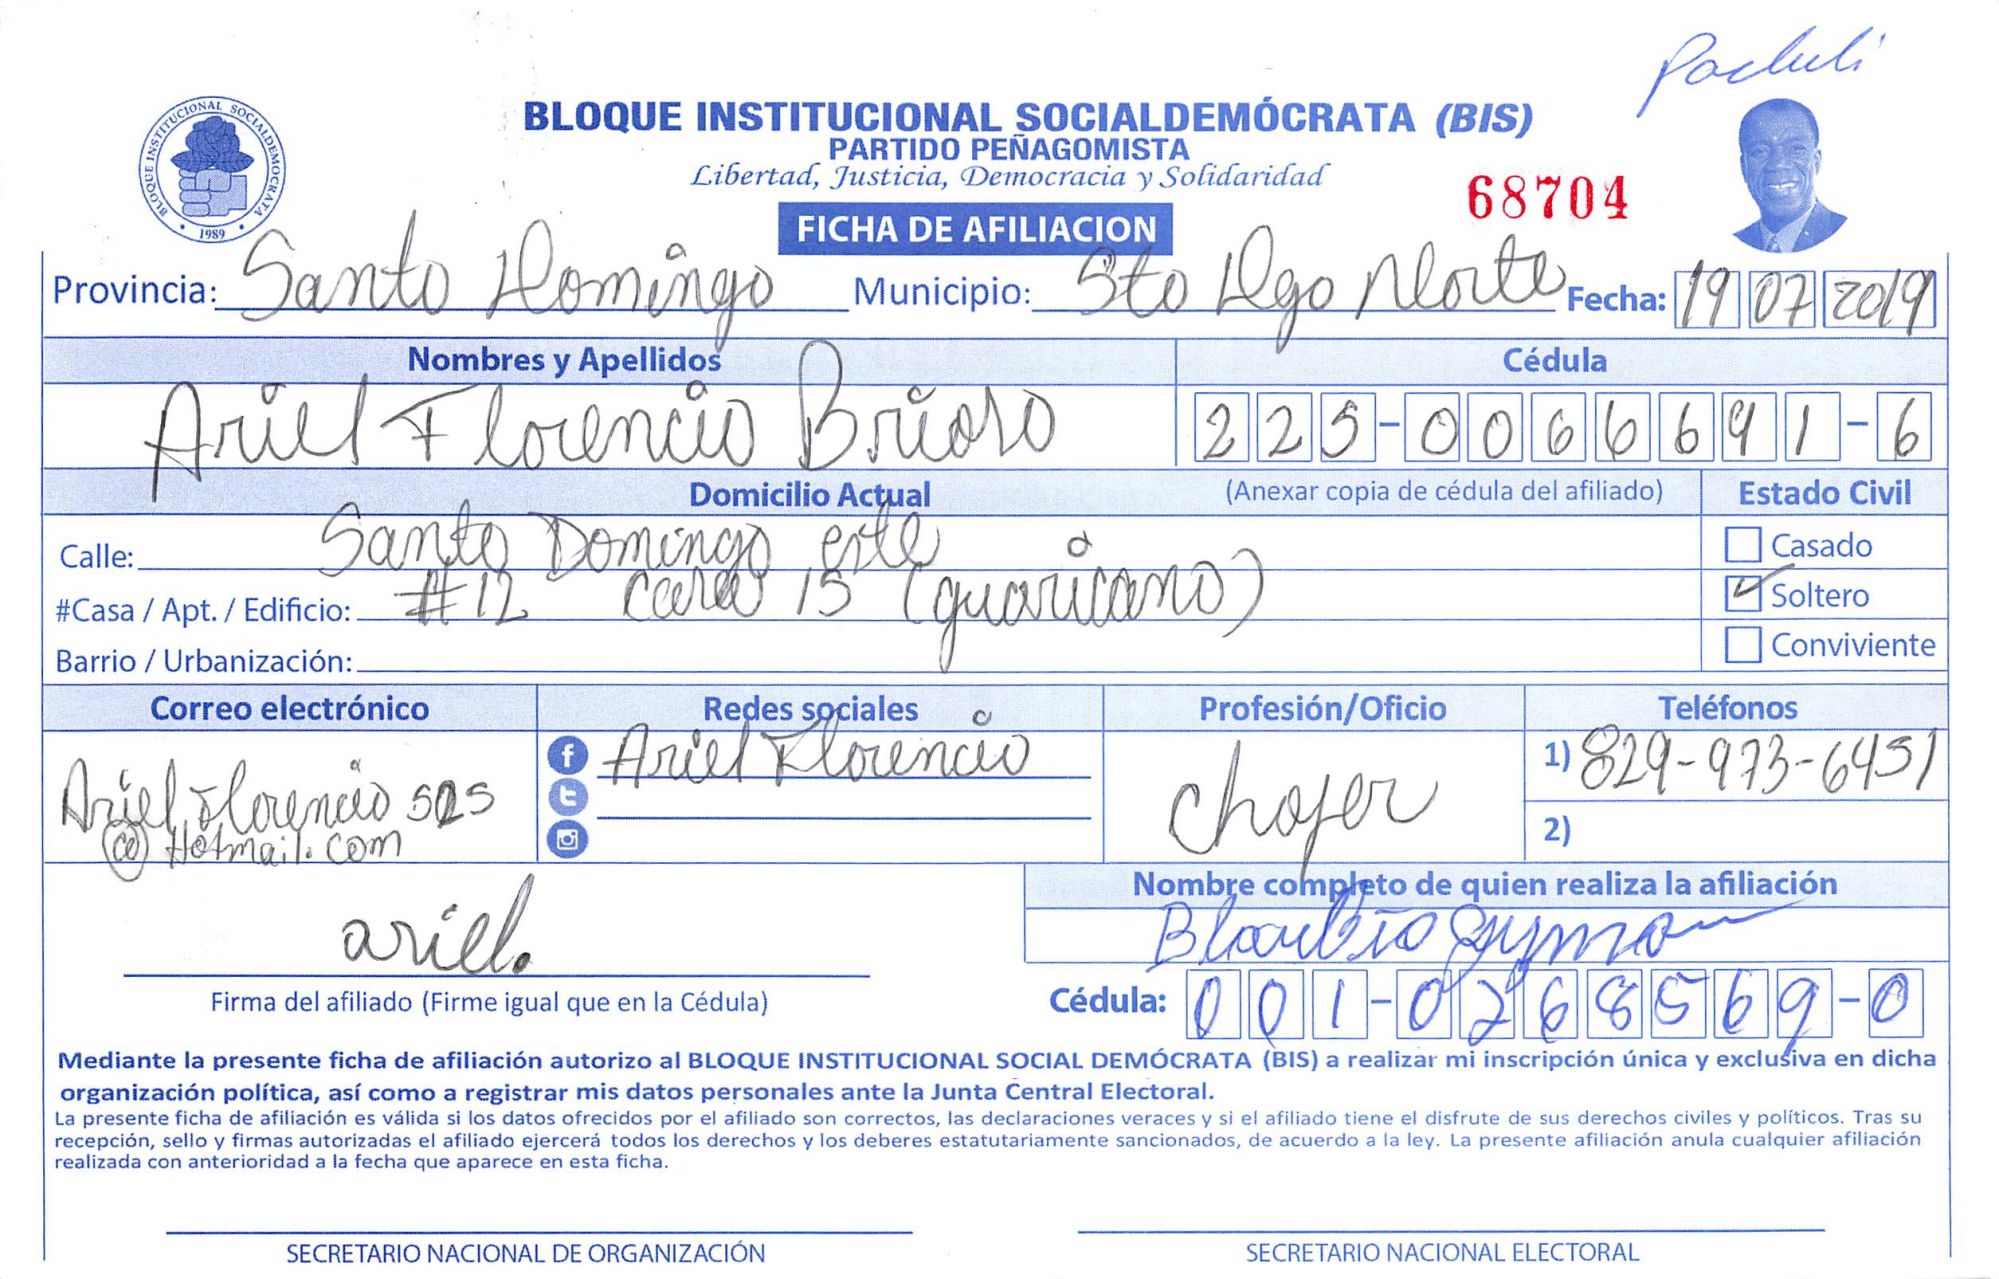 Pachuli
BLOQUE INSTITUCIONAL SOCIALDEMÓCRATA (BIS)
PARTIDO PEÑAGOMISTA
Libertad, Justicia, Democracia y Solidaridad
BLOQUE INSTITUCIONAL SOCIALDEMOCRATA
1989
68704
FICHA DE AFILIACION
Provincia: Santo Domingo Municipio: Sto Dgo Norte Fecha: 19 07 2019
Nombres y Apellidos Cédula
Ariel Florencio Brioso 225-0066691-6
Domicilio Actual (Anexar copia de cédula del afiliado) Estado Civil
Calle: Santo Domingo este Casado
#Casa / Apt. / Edificio: #12 casa 15 (guaricano) Soltero
Barrio / Urbanización: Conviviente
Correo electrónico Redes sociales Profesión/Oficio Teléfonos
Ariel Florencio Chofer 1) 829-973-6451
Ariel Florencio
@ Hotmail.com 2)
Nombre completo de quien realiza la afiliación
ariel.
Firma del afiliado (Firme igual que en la Cédula) Cédula: 001-0268569-0
Mediante la presente ficha de afiliación autorizo al BLOQUE INSTITUCIONAL SOCIAL DEMÓCRATA (BIS) a realizar mi inscripción única y exclusiva en dicha
organización política, así como a registrar mis datos personales ante la Junta Central Electoral.
La presente ficha de afiliación es válida si los datos ofrecidos por el afiliado son correctos, las declaraciones veraces y si el afiliado tiene el disfrute de sus derechos civiles y políticos. Tras su
recepción, sello y firmas autorizadas el afiliado ejercerá todos los derechos y los deberes estatutariamente sancionados, de acuerdo a la ley. La presente afiliación anula cualquier afiliación
realizada con anterioridad a la fecha que aparece en esta ficha.
SECRETARIO NACIONAL DE ORGANIZACIÓN SECRETARIO NACIONAL ELECTORAL